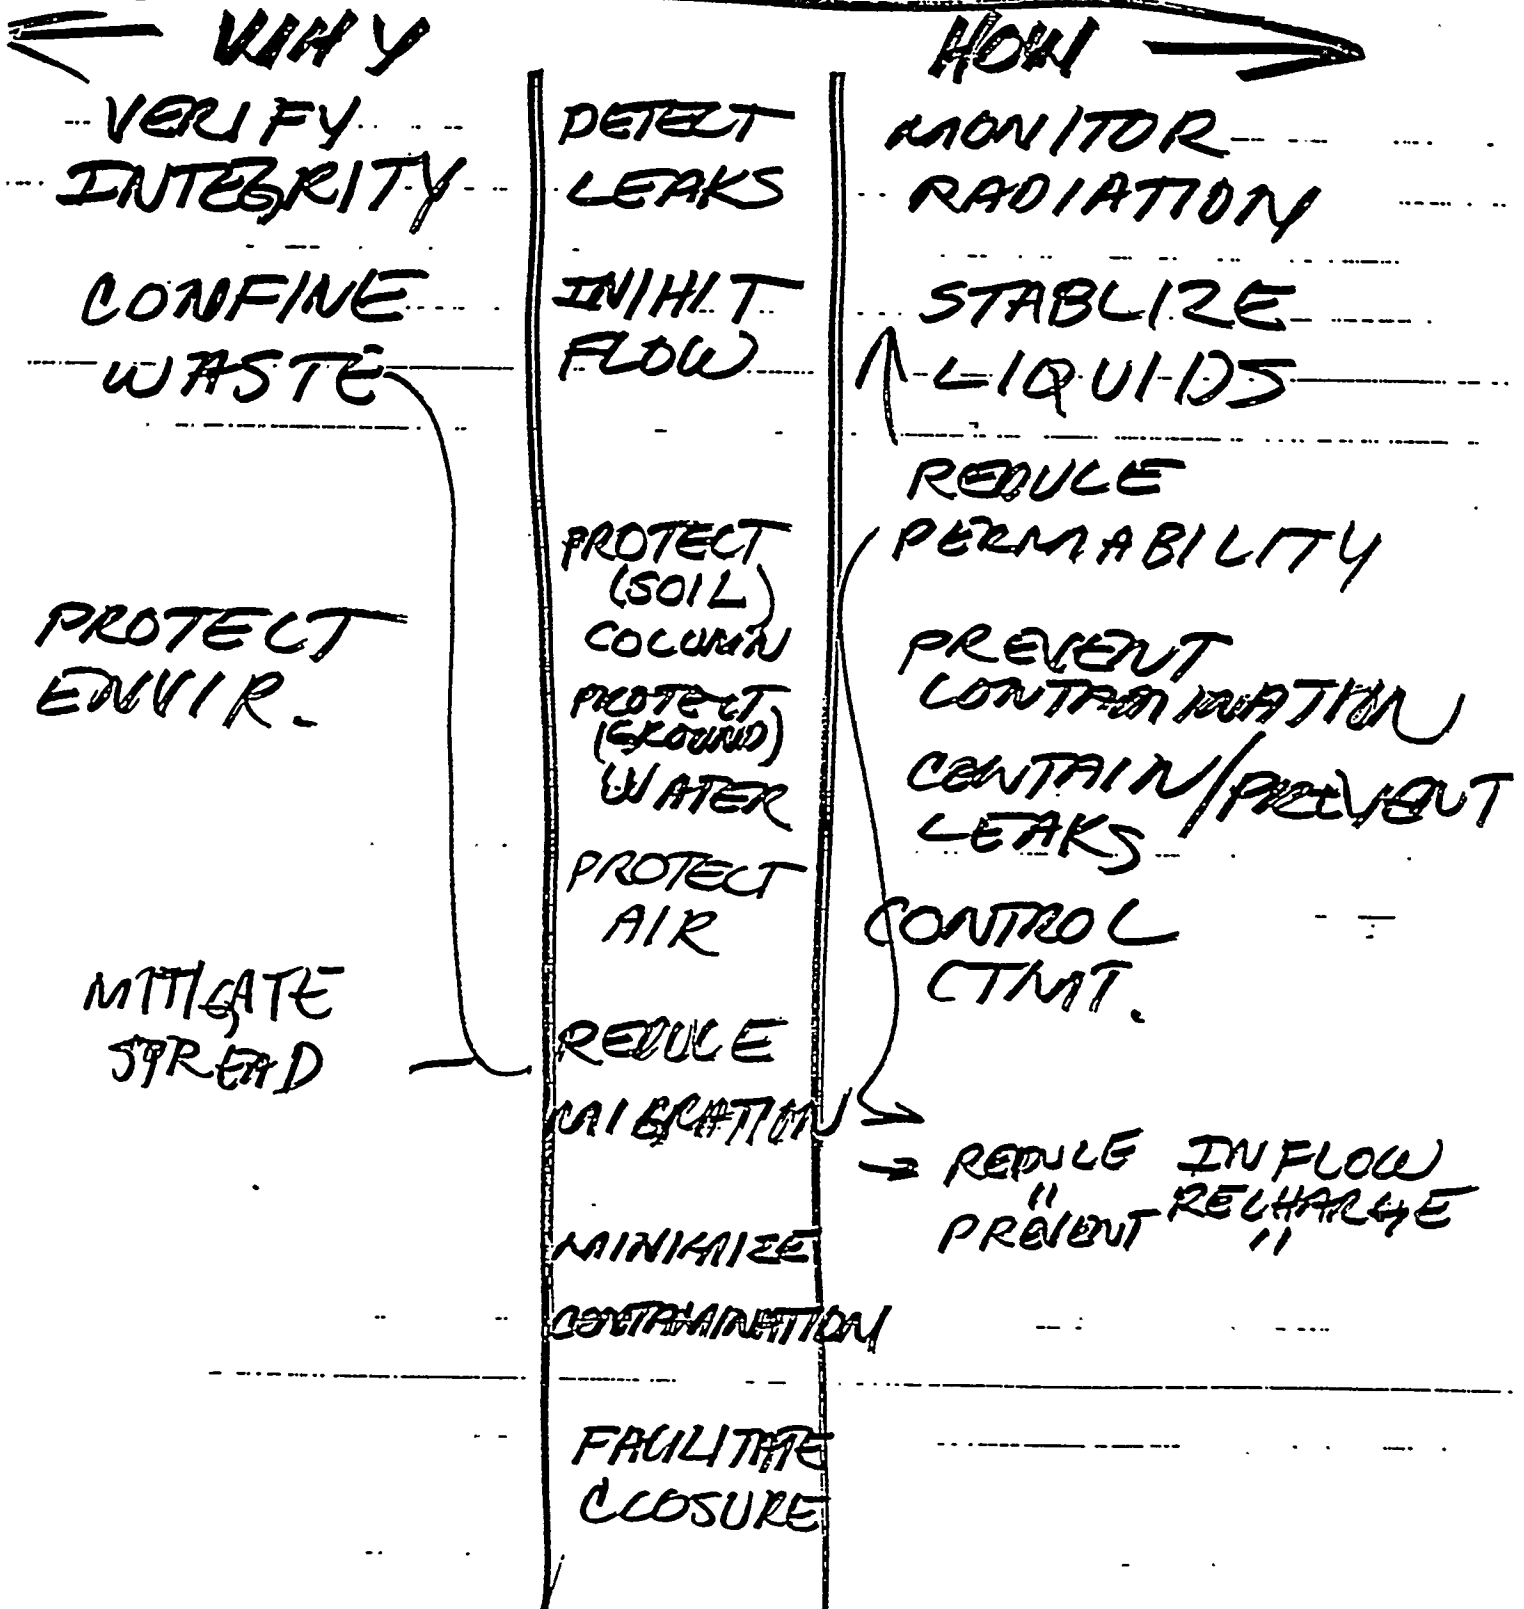 WHY
HOW
VERIFY
INTEGRITY
DETECT
LEAKS
MONITOR
RADIATION
CONFINE
WASTE
INIHIT
FLOW
STABLIZE
LIQUIDS
REDUCE
PERMABILITY
PROTECT
ENVIR.
PROTECT
(SOIL)
COLUMN
PROTECT
(GROUND)
WATER
PROTECT
AIR
PREVENT
CONTAMINATION
CONTAIN/PREVENT
LEAKS
CONTROL
CTMT.
MITIGATE
SPREAD
REDUCE
MIGRATION
REDUCE INFLOW
" RECHARGE
PREVENT "
MINIMIZE
CONTAMINATION
FACILITATE
CLOSURE